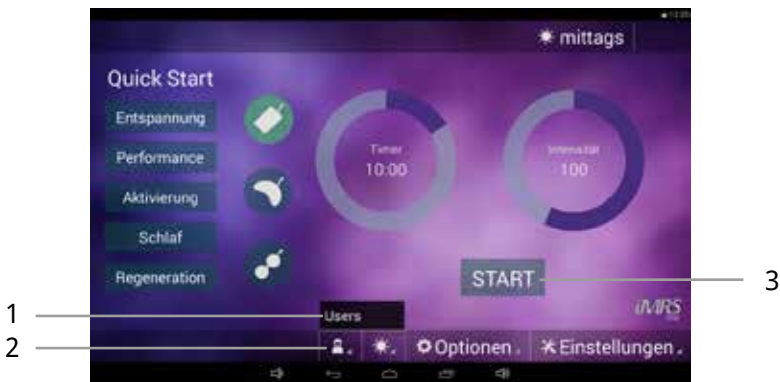 mittags
Quick Start
Entspannung
Performance
Aktivierung
Schlaf
Regeneration
Timer
10:00
Intensität
100
START
3
iMRS
1
Users
2
Optionen
Einstellungen